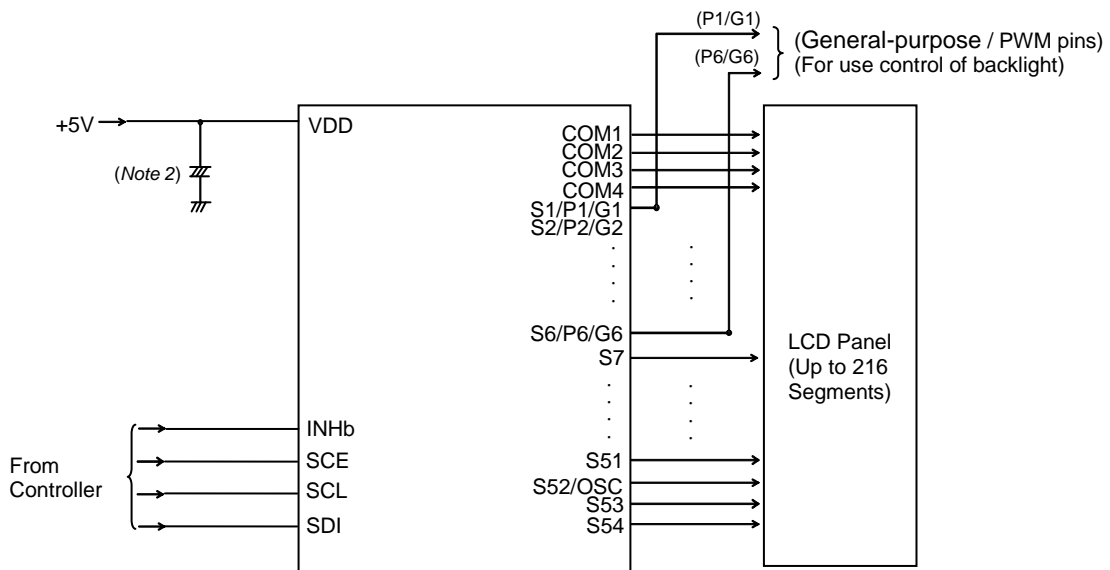 (P1/G1)
(P6/G6)
(General-purpose / PWM pins)
(For use control of backlight)
+5V
VDD
(Note 2)
COM1
COM2
COM3
COM4
S1/P1/G1
S2/P2/G2
S6/P6/G6
S7
LCD Panel
(Up to 216
Segments)
From
Controller
INHb
SCE
SCL
SDI
S51
S52/OSC
S53
S54